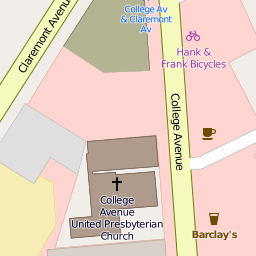 College Av
& Claremont
Av
Claremont Avenue
Hank &
Frank Bicycles
College Avenue
College
Avenue
United Presbyterian
Church
Barclay's